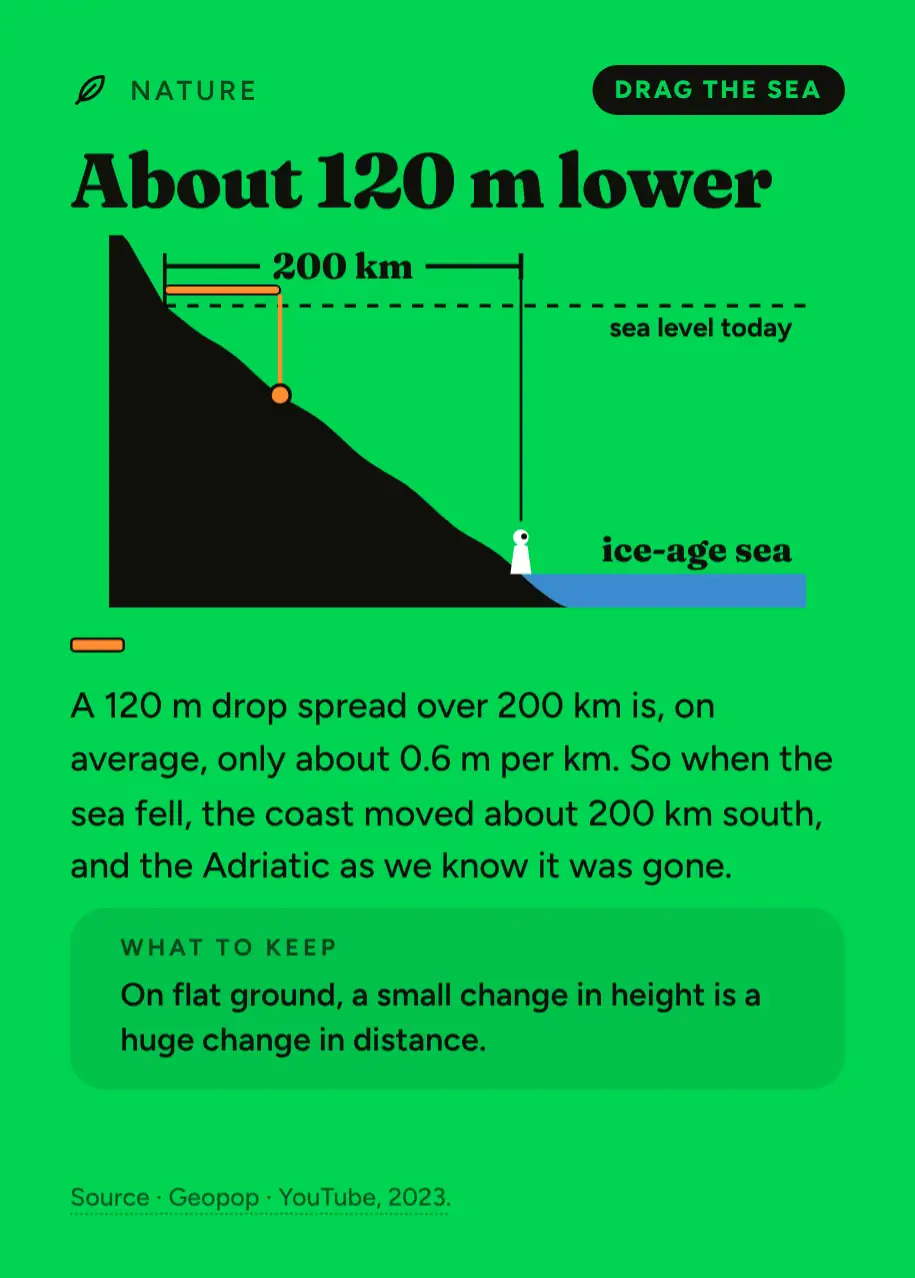 NATURE
DRAG THE SEA
About 120 m lower
200 km
sea level today
ice-age sea
A 120 m drop spread over 200 km is, on
average, only about 0.6 m per km. So when the
sea fell, the coast moved about 200 km south,
and the Adriatic as we know it was gone.
WHAT TO KEEP
On flat ground, a small change in height is a
huge change in distance.
Source · Geopop · YouTube, 2023.